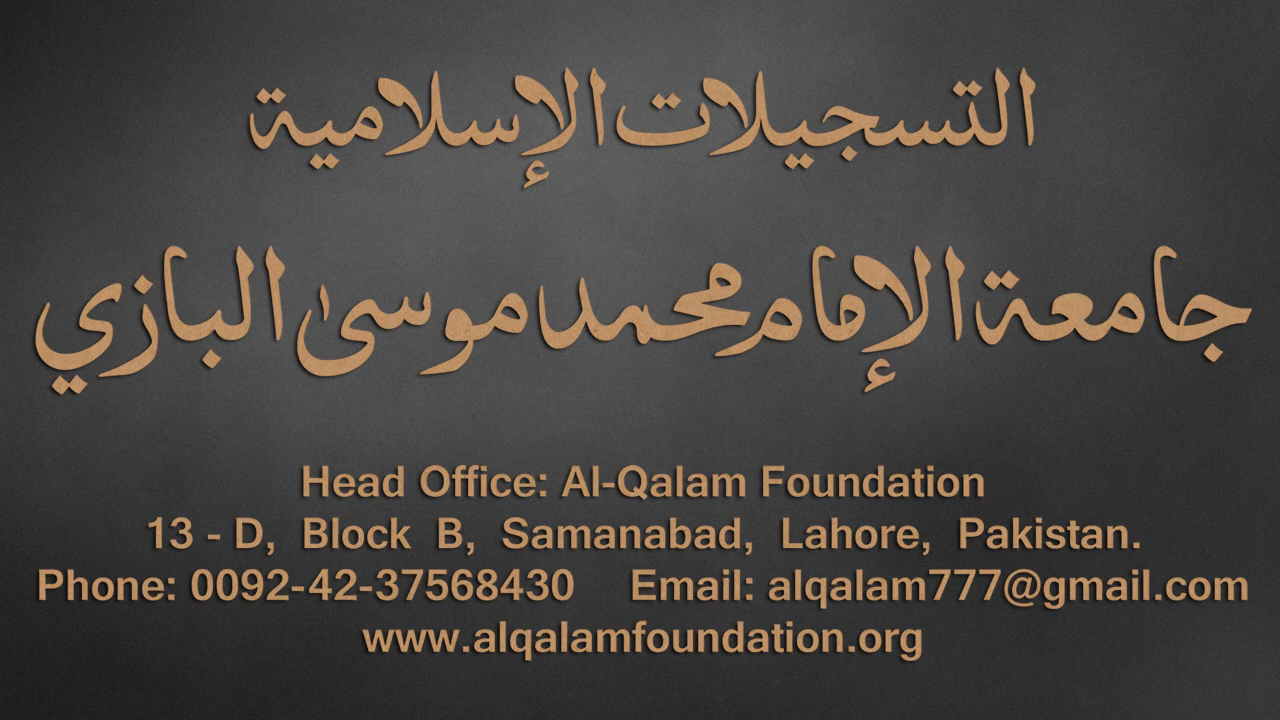 التسجيلات الإسلامية
جامعة الإمام محمد موسىٰ البازي
Head Office: Al-Qalam Foundation
13 - D, Block B, Samanabad, Lahore, Pakistan.
Phone: 0092-42-37568430 Email: alqalam777@gmail.com
www.alqalamfoundation.org